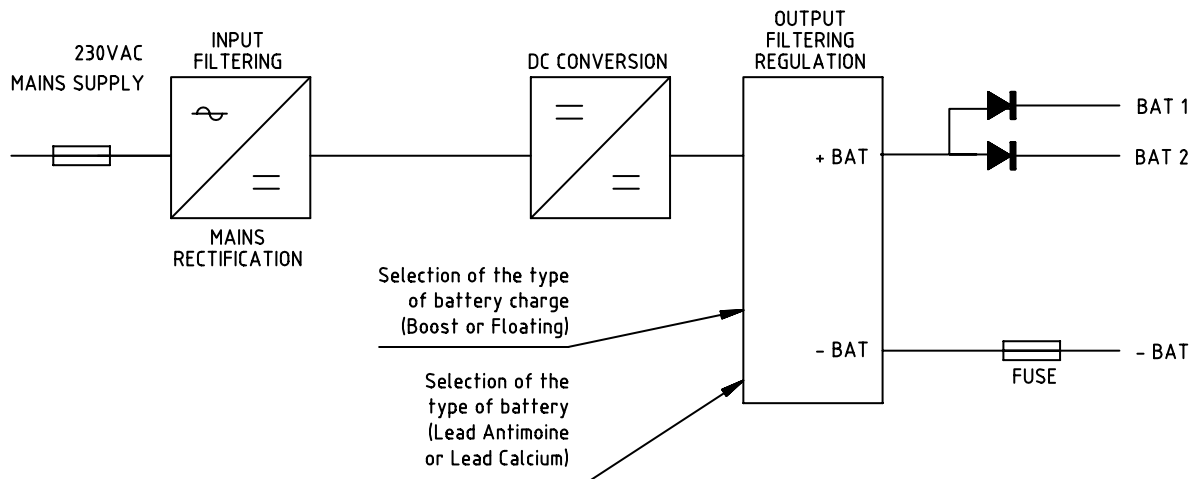 230VAC
MAINS SUPPLY
INPUT
FILTERING
MAINS
RECTIFICATION
DC CONVERSION
OUTPUT
FILTERING
REGULATION
+ BAT
- BAT
BAT 1
BAT 2
- BAT
FUSE
Selection of the type
of battery charge
(Boost or Floating)
Selection of the
type of battery
(Lead Antimoine
or Lead Calcium)